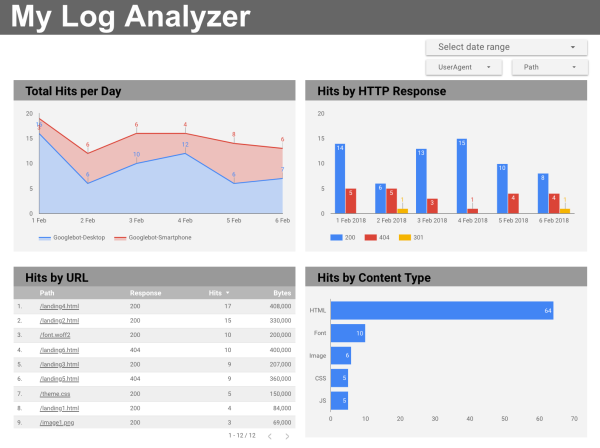 My Log Analyzer
Select date range
UserAgent Path
Total Hits per Day
20
15
10
5
0
6 6 10 4 12 8 6 6 7
1 Feb 2 Feb 3 Feb 4 Feb 5 Feb 6 Feb
Googlebot-Desktop Googlebot-Smartphone
Hits by HTTP Response
20
15
10
5
0
14 5 6 5 1 13 3 15 1 10 4 8 4 1
1 Feb 2018 2 Feb 2018 3 Feb 2018 4 Feb 2018 5 Feb 2018 6 Feb 2018
200 404 301
Hits by URL
Path Response Hits Bytes
1. /landing4.html 200 17 408,000
2. /landing2.html 200 15 330,000
3. /font.woff2 200 10 200,000
4. /landing6.html 404 10 400,000
5. /landing3.html 200 9 207,000
6. /landing5.html 404 9 360,000
7. /theme.css 200 5 150,000
8. /landing1.html 200 4 84,000
9. /image1.png 200 3 69,000
1 - 12 / 12
Hits by Content Type
HTML 64
Font 10
Image 6
CSS 5
JS 5
0 10 20 30 40 50 60 70